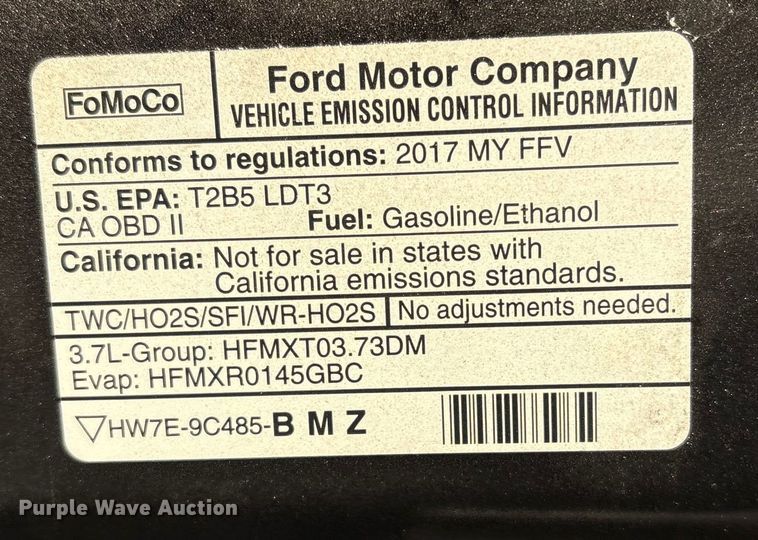 FoMoCo
Ford Motor Company
VEHICLE EMISSION CONTROL INFORMATION
Conforms to regulations: 2017 MY FFV
U.S. EPA: T2B5 LDT3
CA OBD II Fuel: Gasoline/Ethanol
California: Not for sale in states with
California emissions standards.
TWC/HO2S/SFI/WR-HO2S No adjustments needed.
3.7L-Group: HFMXT03.73DM
Evap: HFMXR0145GBC
▽HW7E-9C485-B M Z
Purple Wave Auction